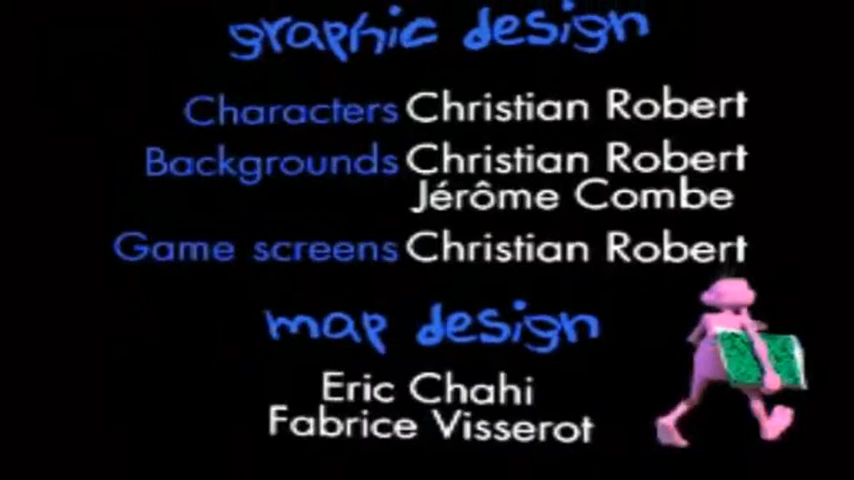 graphic design
Characters Christian Robert
Backgrounds Christian Robert
Jérôme Combe
Game screens Christian Robert
map design
Eric Chahi
Fabrice Visserot